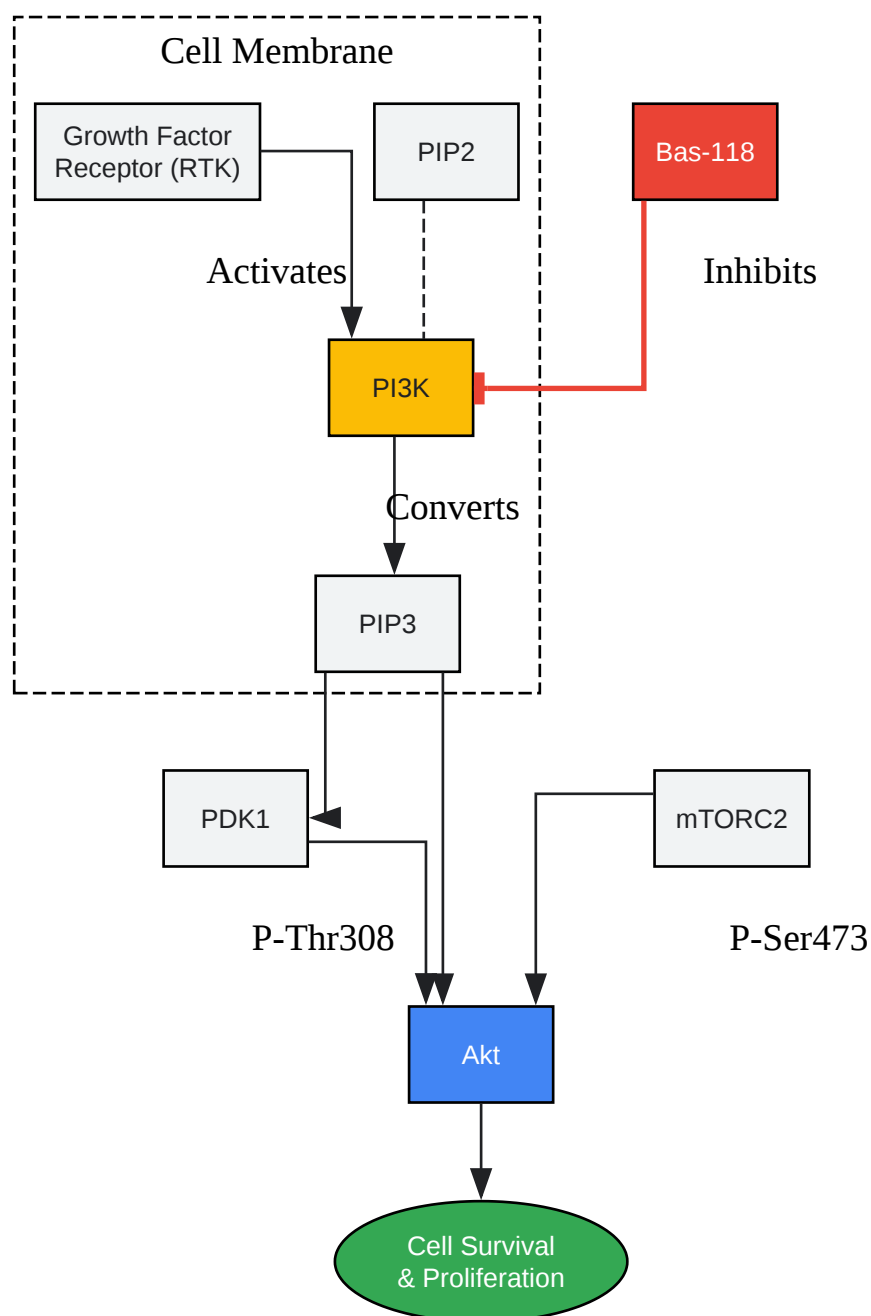 Cell Membrane
Growth Factor
Receptor (RTK)
PIP2
Bas-118
Activates
Inhibits
PI3K
Converts
PIP3
PDK1
mTORC2
P-Thr308
P-Ser473
Akt
Cell Survival
& Proliferation